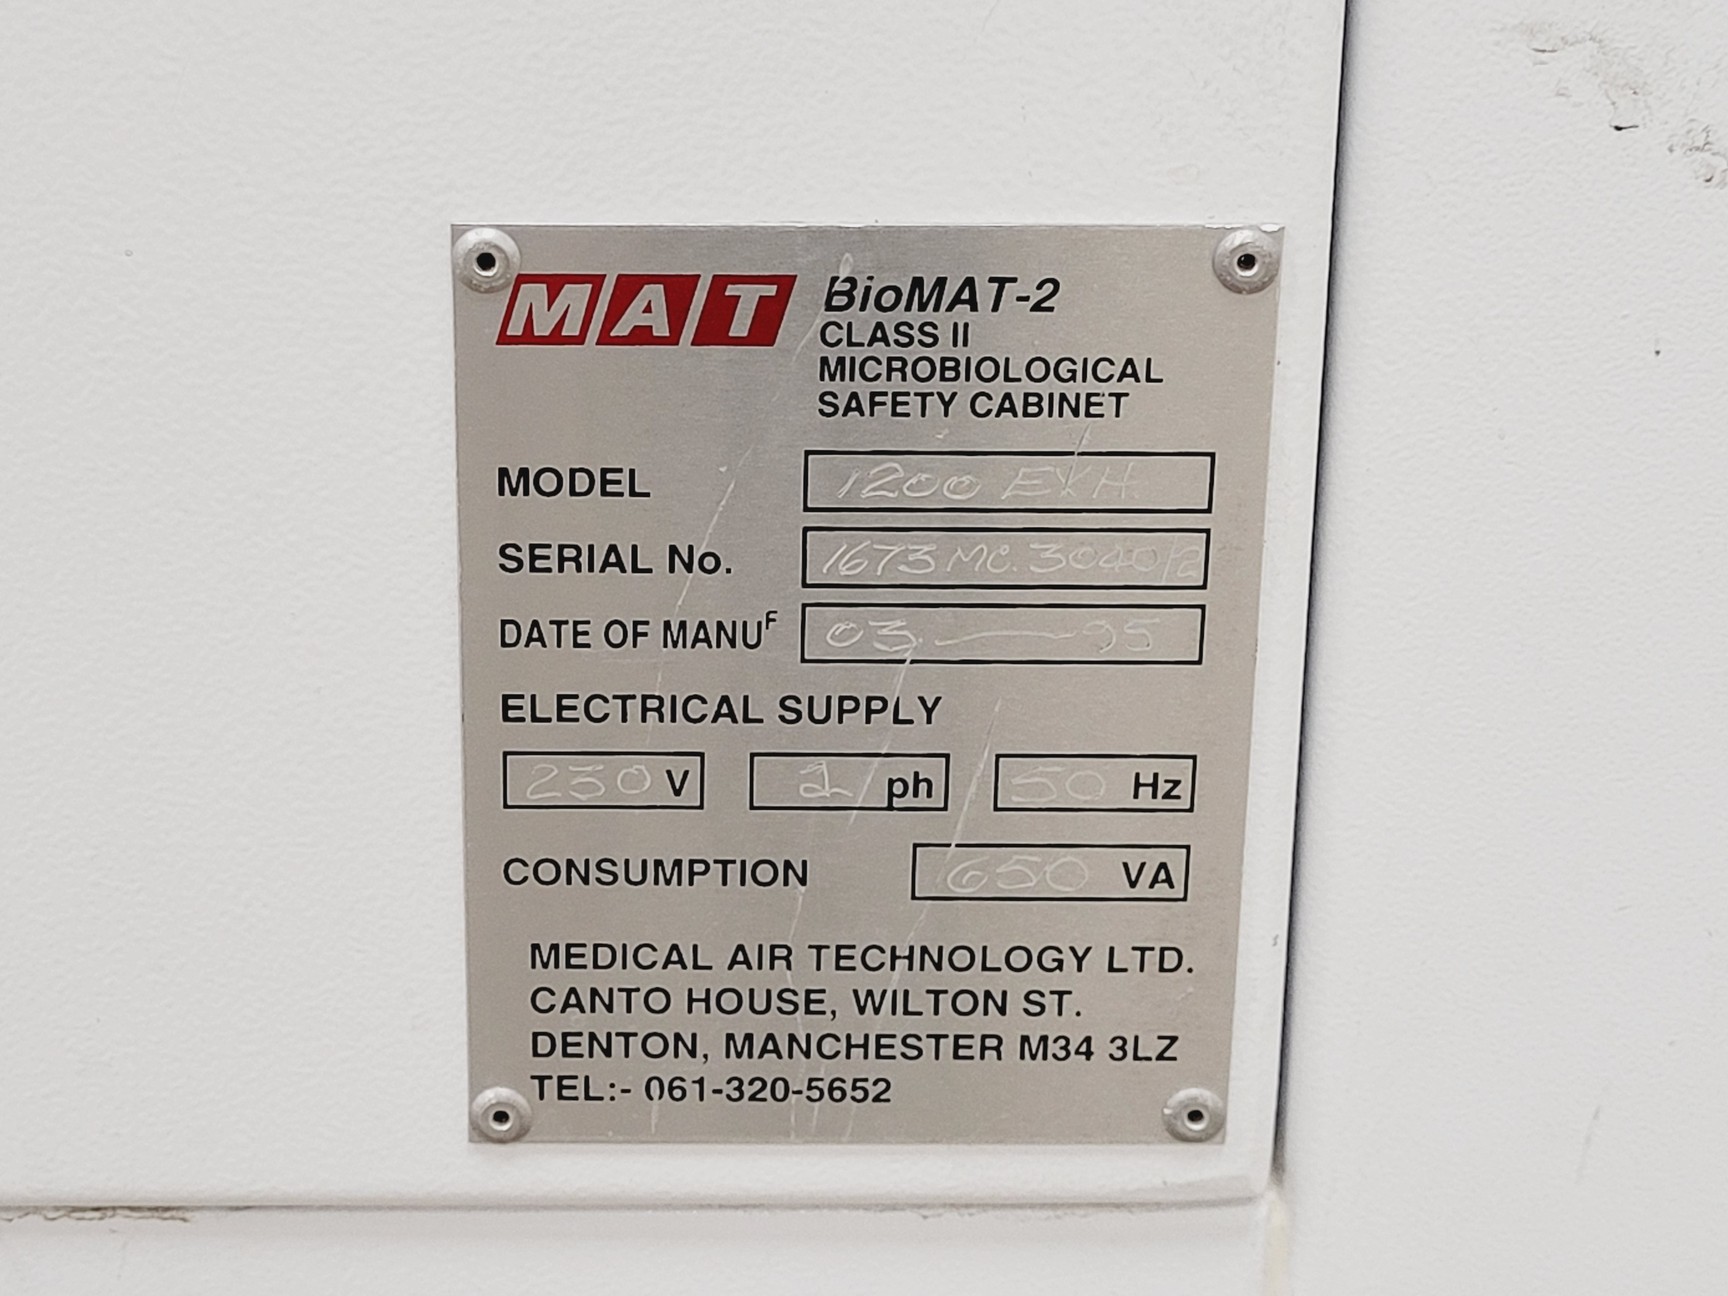 MAT BioMAT-2
CLASS II
MICROBIOLOGICAL
SAFETY CABINET
MODEL 1200 EXH
SERIAL No. 1673 MC. 3040/2
DATE OF MANUF 03. — 95
ELECTRICAL SUPPLY
230 V 1 ph 50 Hz
CONSUMPTION 650 VA
MEDICAL AIR TECHNOLOGY LTD.
CANTO HOUSE, WILTON ST.
DENTON, MANCHESTER M34 3LZ
TEL:- 061-320-5652